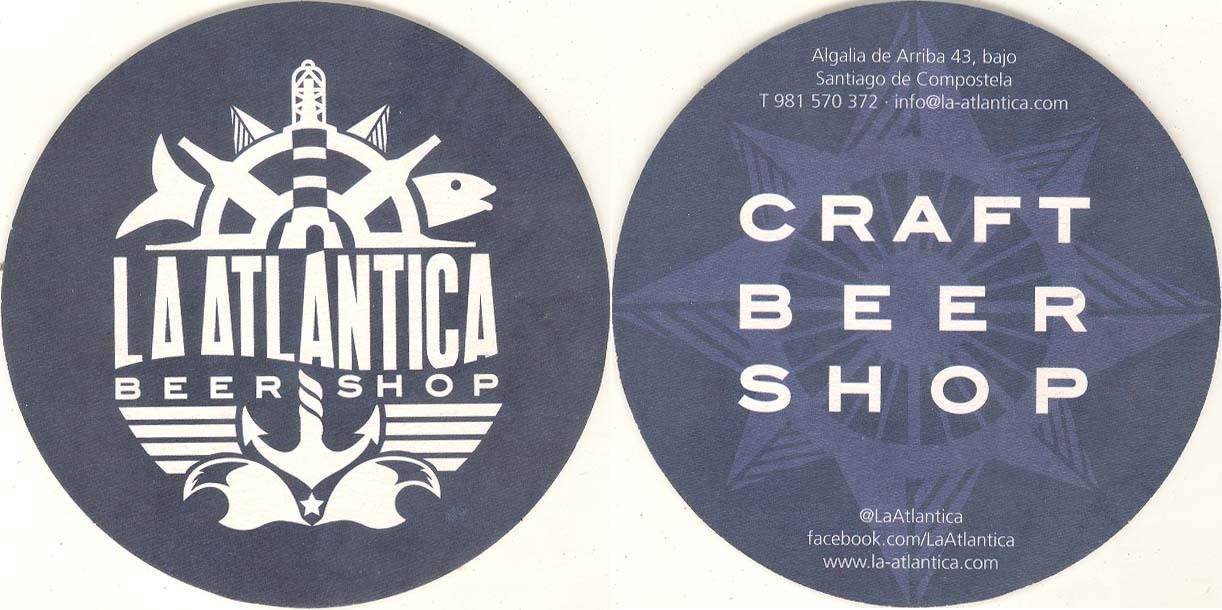 LA ATLANTICA
BEER SHOP
Algalia de Arriba 43, bajo
Santiago de Compostela
T 981 570 372 · info@la-atlantica.com
CRAFT
BEER
SHOP
@LaAtlantica
facebook.com/LaAtlantica
www.la-atlantica.com